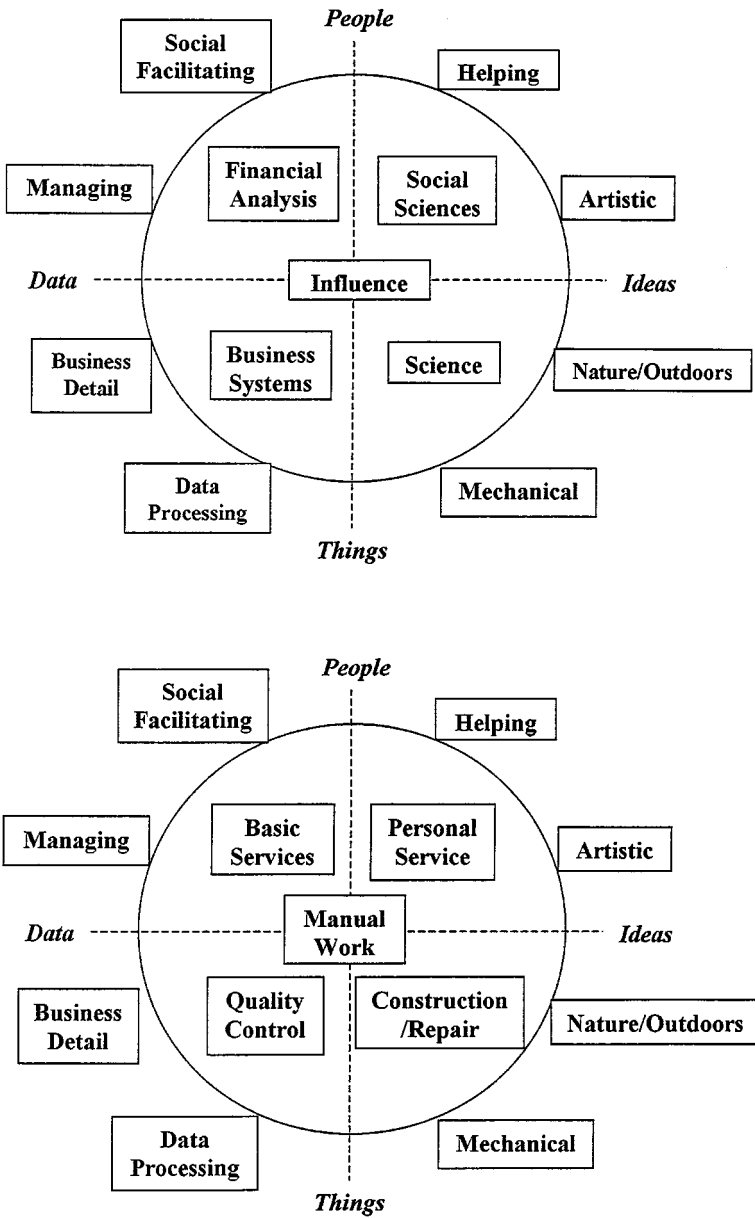 People
Social
Facilitating
Helping
Financial
Analysis
Social
Sciences
Managing
Artistic
Data
Influence
Ideas
Business
Detail
Business
Systems
Science
Nature/Outdoors
Data
Processing
Mechanical
Things
People
Social
Facilitating
Helping
Basic
Services
Personal
Service
Managing
Artistic
Data
Manual
Work
Ideas
Business
Detail
Quality
Control
Construction
/Repair
Nature/Outdoors
Data
Processing
Mechanical
Things